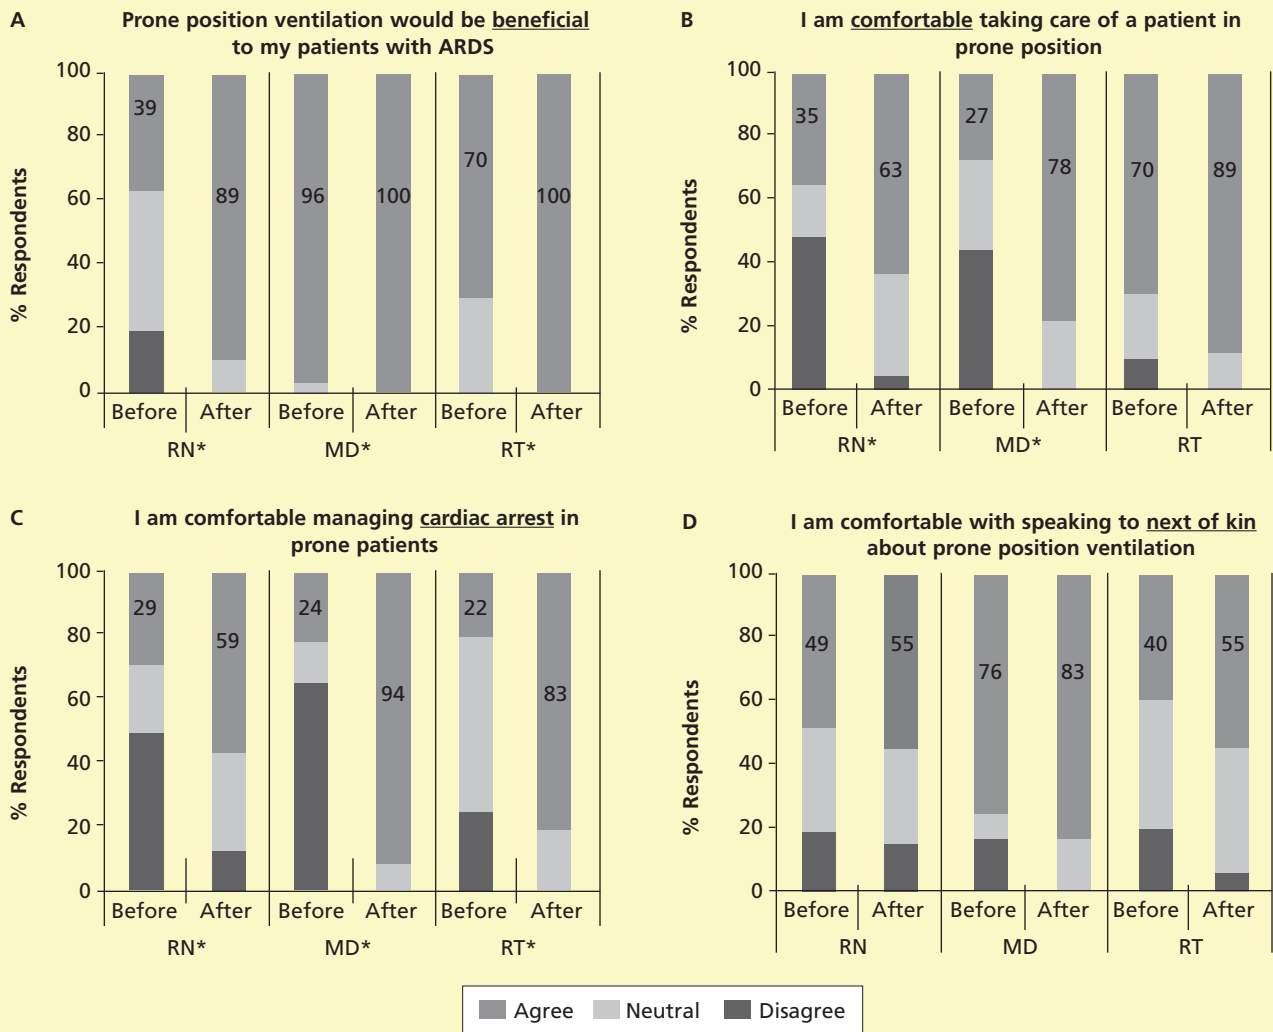 A
Prone position ventilation would be beneficial
to my patients with ARDS
% Respondents
100
80
60
40
20
0
39
89
96
100
70
100
Before After Before After Before After
RN* MD* RT*
B
I am comfortable taking care of a patient in
prone position
% Respondents
100
80
60
40
20
0
35
63
27
78
70
89
Before After Before After Before After
RN* MD* RT
C
I am comfortable managing cardiac arrest in
prone patients
% Respondents
100
80
60
40
20
0
29
59
24
94
22
83
Before After Before After Before After
RN* MD* RT*
D
I am comfortable with speaking to next of kin
about prone position ventilation
% Respondents
100
80
60
40
20
0
49
55
76
83
40
55
Before After Before After Before After
RN MD RT
Agree Neutral Disagree